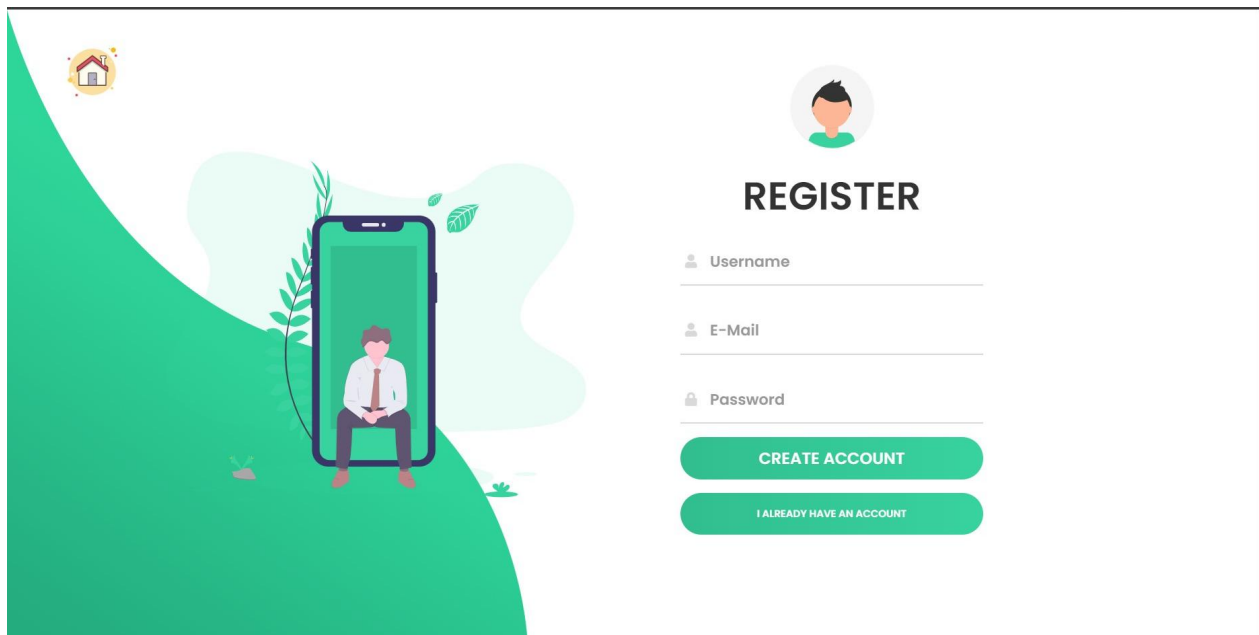 REGISTER
Username
E-Mail
Password
CREATE ACCOUNT
I ALREADY HAVE AN ACCOUNT